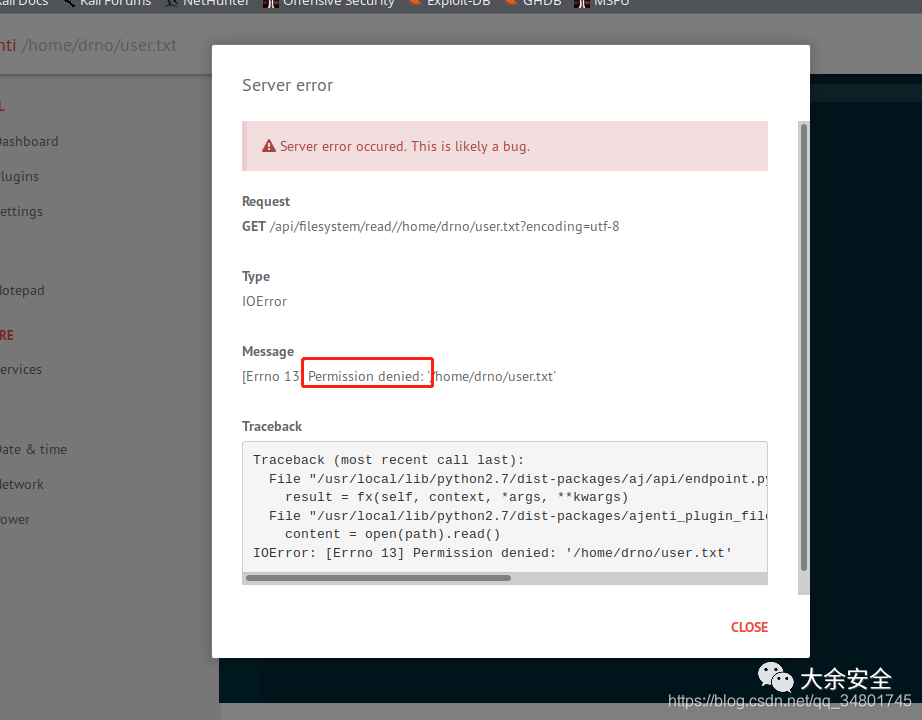 Kali Docs Kali Forums NetHunter Offensive Security Exploit-DB GHDB MSFU
nti /home/drno/user.txt
L
Dashboard
Plugins
ettings
Notepad
RE
ervices
Date & time
Network
Power
Server error
Server error occured. This is likely a bug.
Request
GET /api/filesystem/read//home/drno/user.txt?encoding=utf-8
Type
IOError
Message
[Errno 13] Permission denied: '/home/drno/user.txt'
Traceback
Traceback (most recent call last):
File "/usr/local/lib/python2.7/dist-packages/aj/api/endpoint.py
result = fx(self, context, *args, **kwargs)
File "/usr/local/lib/python2.7/dist-packages/ajenti_plugin_file
content = open(path).read()
IOError: [Errno 13] Permission denied: '/home/drno/user.txt'
CLOSE
大余安全
https://blog.csdn.net/qq_34801745